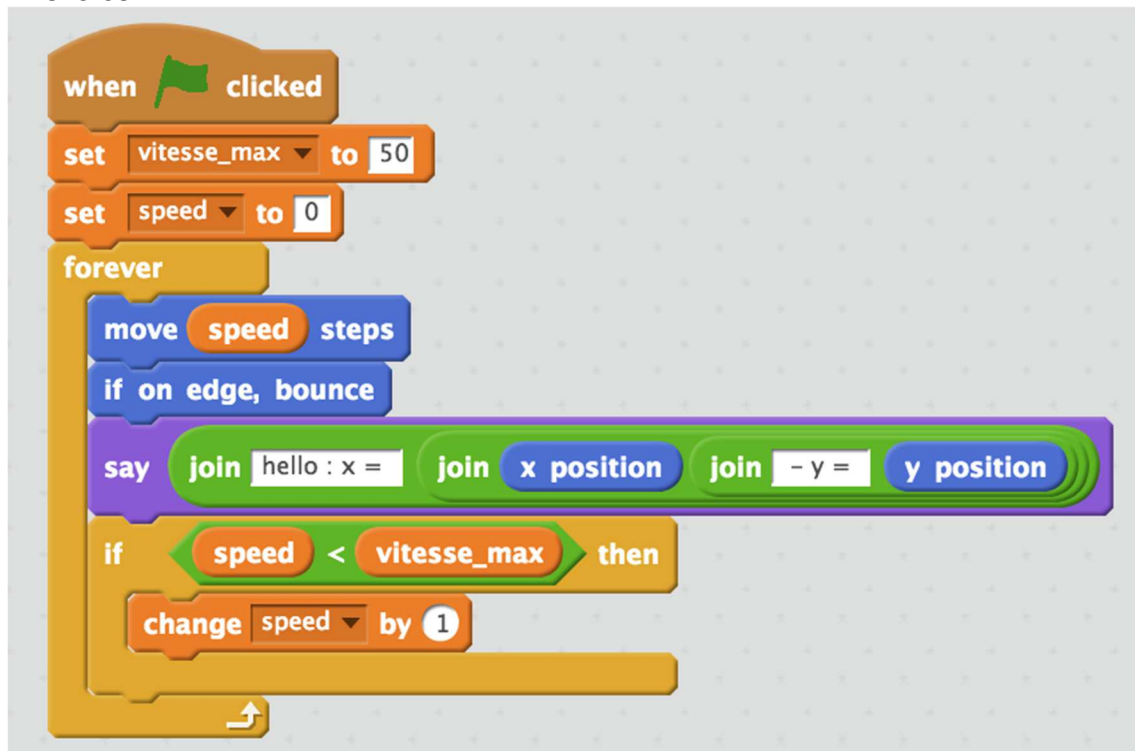 when clicked
set vitesse_max to 50
set speed to 0
forever
move speed steps
if on edge, bounce
say join hello : x = join x position join - y = y position
if speed < vitesse_max then
change speed by 1